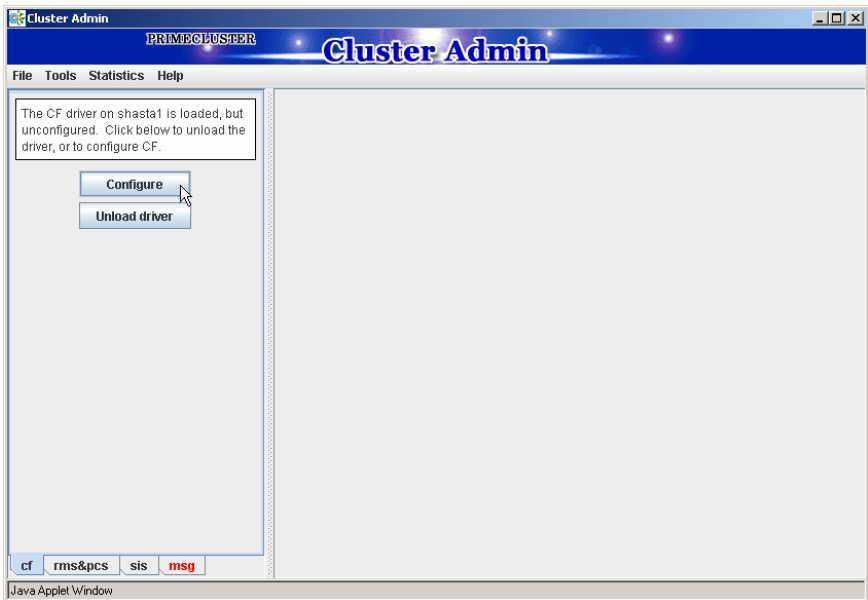 Cluster Admin
PRIMECLUSTER
Cluster Admin
File Tools Statistics Help
The CF driver on shasta1 is loaded, but
unconfigured. Click below to unload the
driver, or to configure CF.
Configure
Unload driver
cf rms&pcs sis msg
Java Applet Window